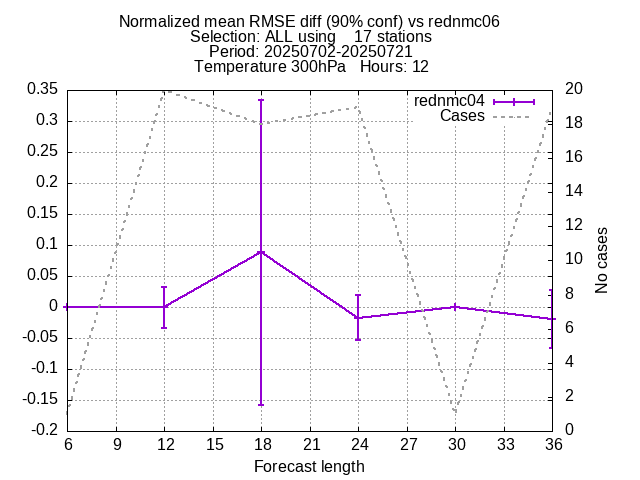 Normalized mean RMSE diff (90% conf) vs rednmc06
Selection: ALL using    17 stations
Period: 20250702-20250721
Temperature 300hPa   Hours: 12
rednmc04
Cases
0.35
0.3
0.25
0.2
0.15
0.1
0.05
0
-0.05
-0.1
-0.15
-0.2
20
18
16
14
12
10
8
6
4
2
0
No cases
6 9 12 15 18 21 24 27 30 33 36
Forecast length